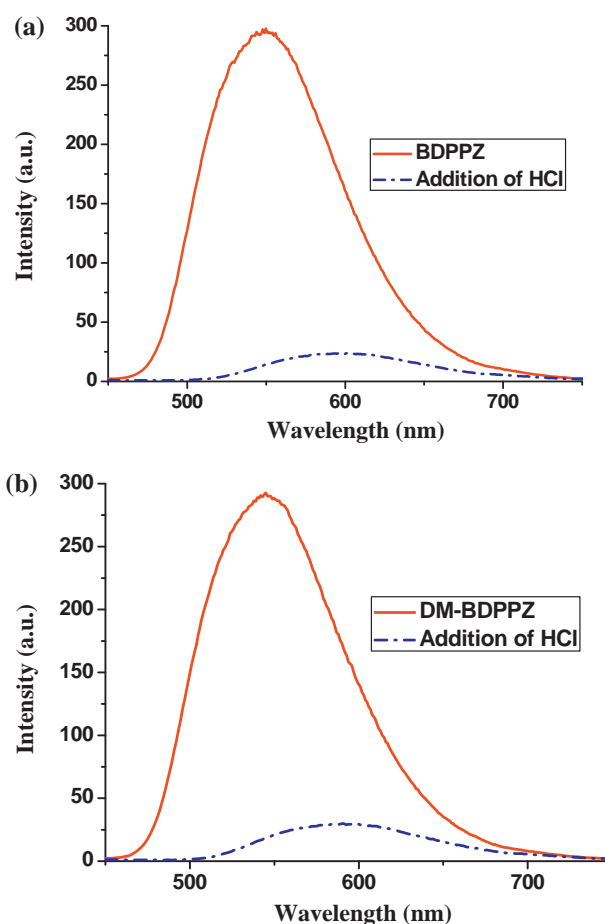 (a)
300
250
200
150
100
50
0
Intensity (a.u.)
BDPPZ
Addition of HCl
500 600 700
Wavelength (nm)
(b)
300
250
200
150
100
50
0
Intensity (a.u.)
DM-BDPPZ
Addition of HCl
500 600 700
Wavelength (nm)